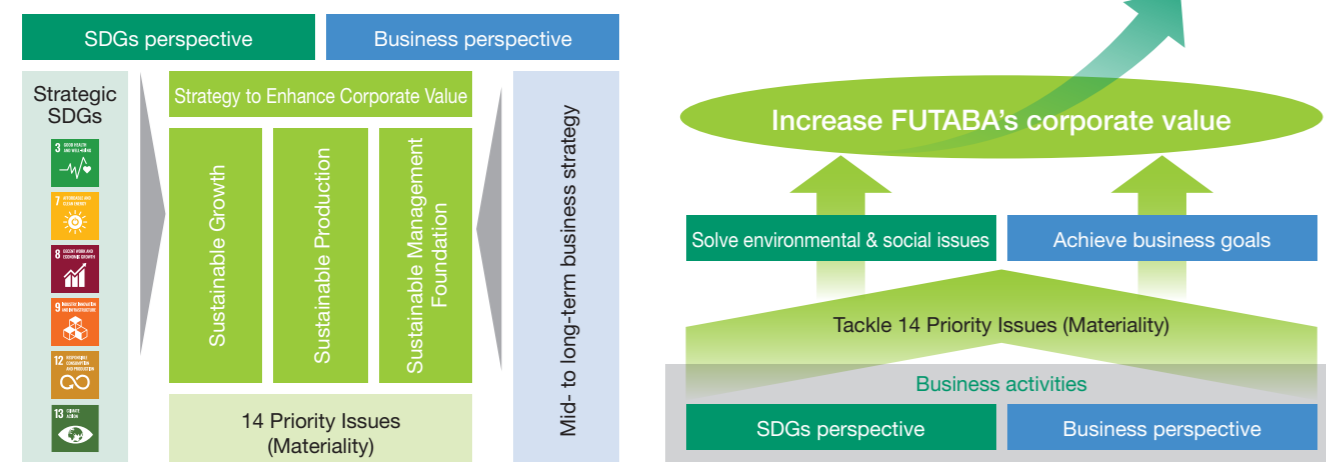 SDGs perspective
Business perspective
Strategic
SDGs
3 GOOD HEALTH
AND WELL-BEING
7 AFFORDABLE AND
CLEAN ENERGY
8 DECENT WORK AND
ECONOMIC GROWTH
9 INDUSTRY, INNOVATION
AND INFRASTRUCTURE
12 RESPONSIBLE
CONSUMPTION
AND PRODUCTION
13 CLIMATE
ACTION
Strategy to Enhance Corporate Value
Sustainable Growth
Sustainable Production
Sustainable Management
Foundation
14 Priority Issues
(Materiality)
Mid- to long-term business strategy
Increase FUTABA's corporate value
Solve environmental & social issues
Achieve business goals
Tackle 14 Priority Issues (Materiality)
Business activities
SDGs perspective
Business perspective